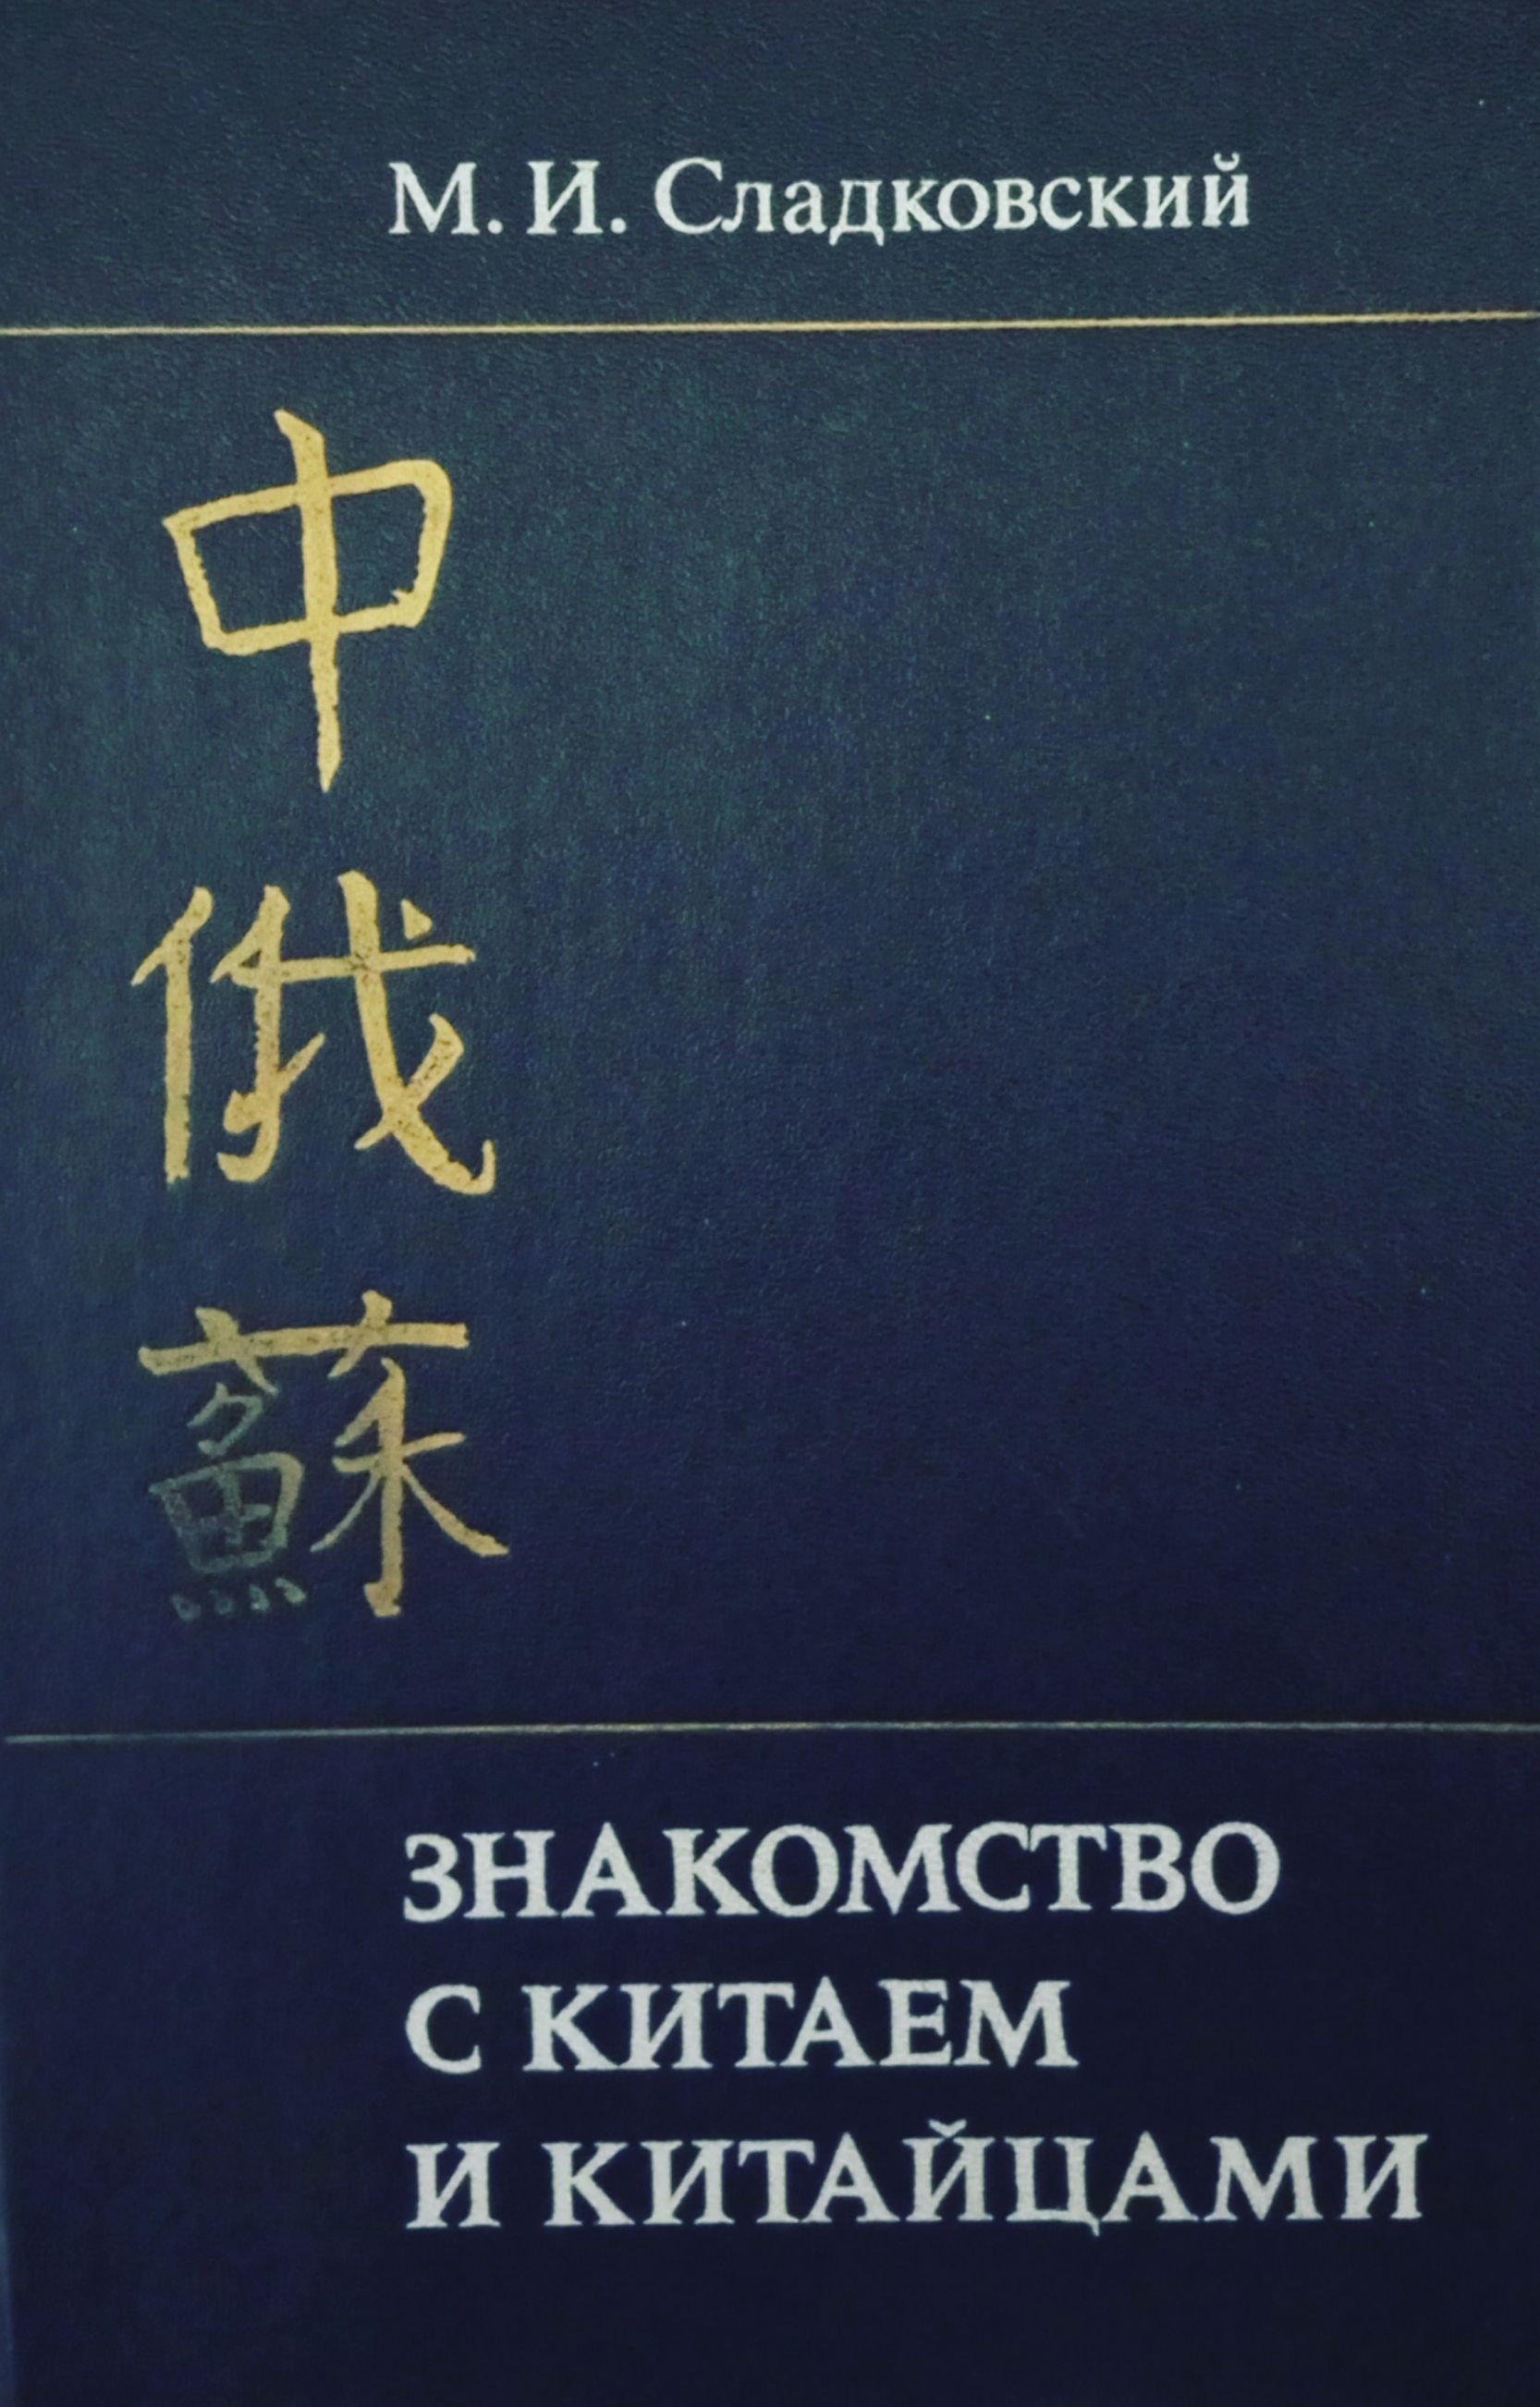 М. И. Сладковский
中
俄
蘇
ЗНАКОМСТВО
С КИТАЕМ
И КИТАЙЦАМИ